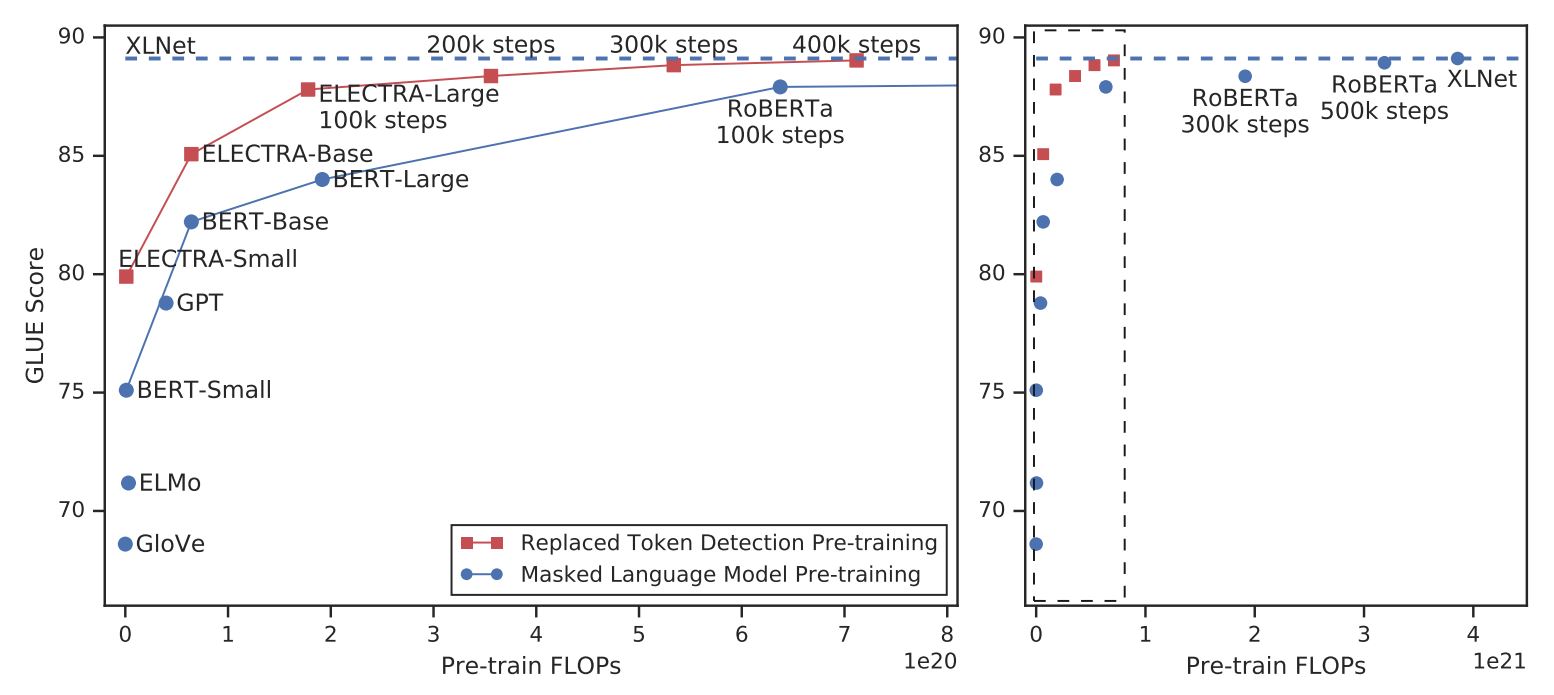 90
85
80
75
70
GLUE Score
XLNet
200k steps
300k steps
400k steps
ELECTRA-Large
100k steps
RoBERTa
100k steps
ELECTRA-Base
BERT-Large
BERT-Base
ELECTRA-Small
GPT
BERT-Small
ELMo
GloVe
Replaced Token Detection Pre-training
Masked Language Model Pre-training
0 1 2 3 4 5 6 7 8
1e20
Pre-train FLOPs
90
85
80
75
70
RoBERTa
300k steps
RoBERTa
500k steps
XLNet
0 1 2 3 4
1e21
Pre-train FLOPs